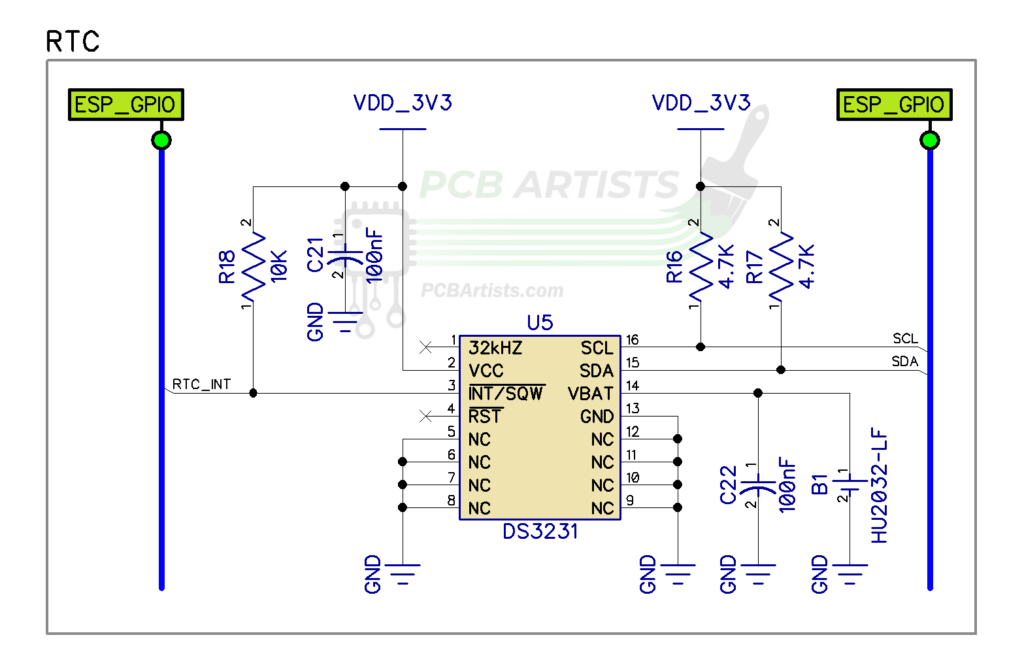 RTC
ESP_GPIO
VDD_3V3
VDD_3V3
ESP_GPIO
PCB ARTISTS
PCBArtists.com
2
R18
10K
1
1
C21
100nF
2
GND
2
R16
4.7K
1
2
R17
4.7K
1
U5
1 32kHZ
2 VCC
3 INT/SQW
4 RST
5 NC
6 NC
7 NC
8 NC
SCL 16
SDA 15
VBAT 14
GND 13
NC 12
NC 11
NC 10
NC 9
DS3231
RTC_INT
SCL
SDA
1
C22
100nF
2
1
B1
HU2032-LF
2
GND
GND
GND
GND